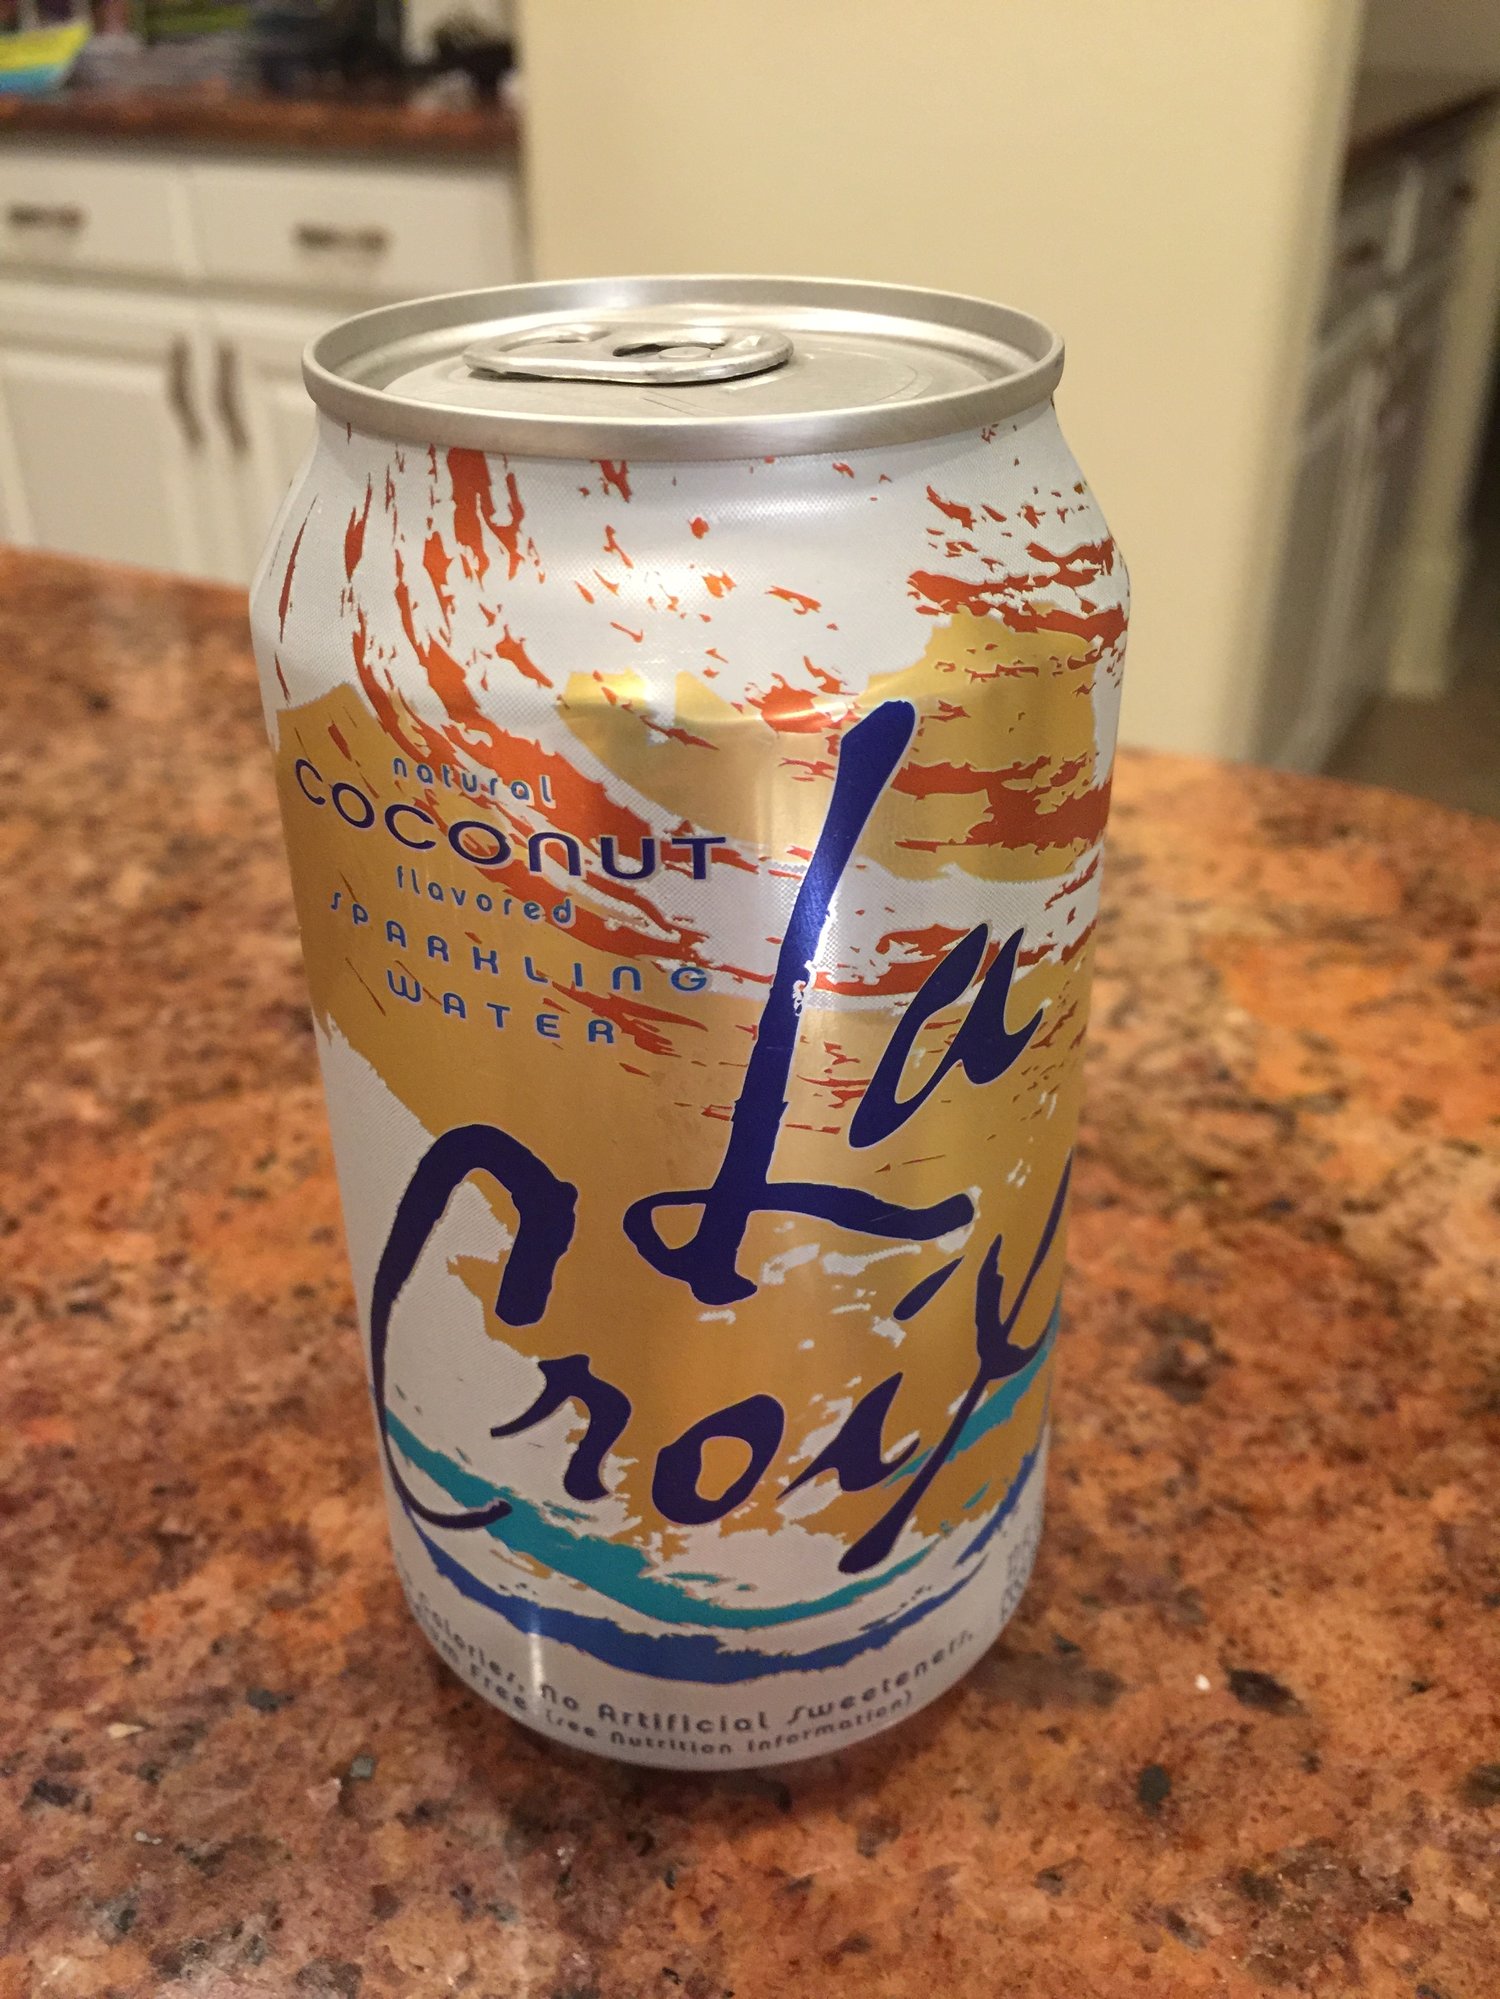 natural
COCONUT
flavored
SPARKLING
WATER
La
Croix
Calories, No Artificial Sweeteners,
Free (see Nutrition Information)